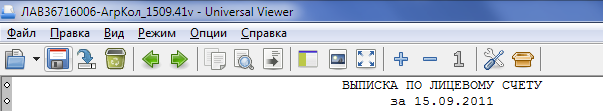 ЛАВ36716006-АгрКол_1509.41v - Universal Viewer
Файл Правка Вид Режим Опции Справка
1
ВЫПИСКА ПО ЛИЦЕВОМУ СЧЕТУ
за 15.09.2011